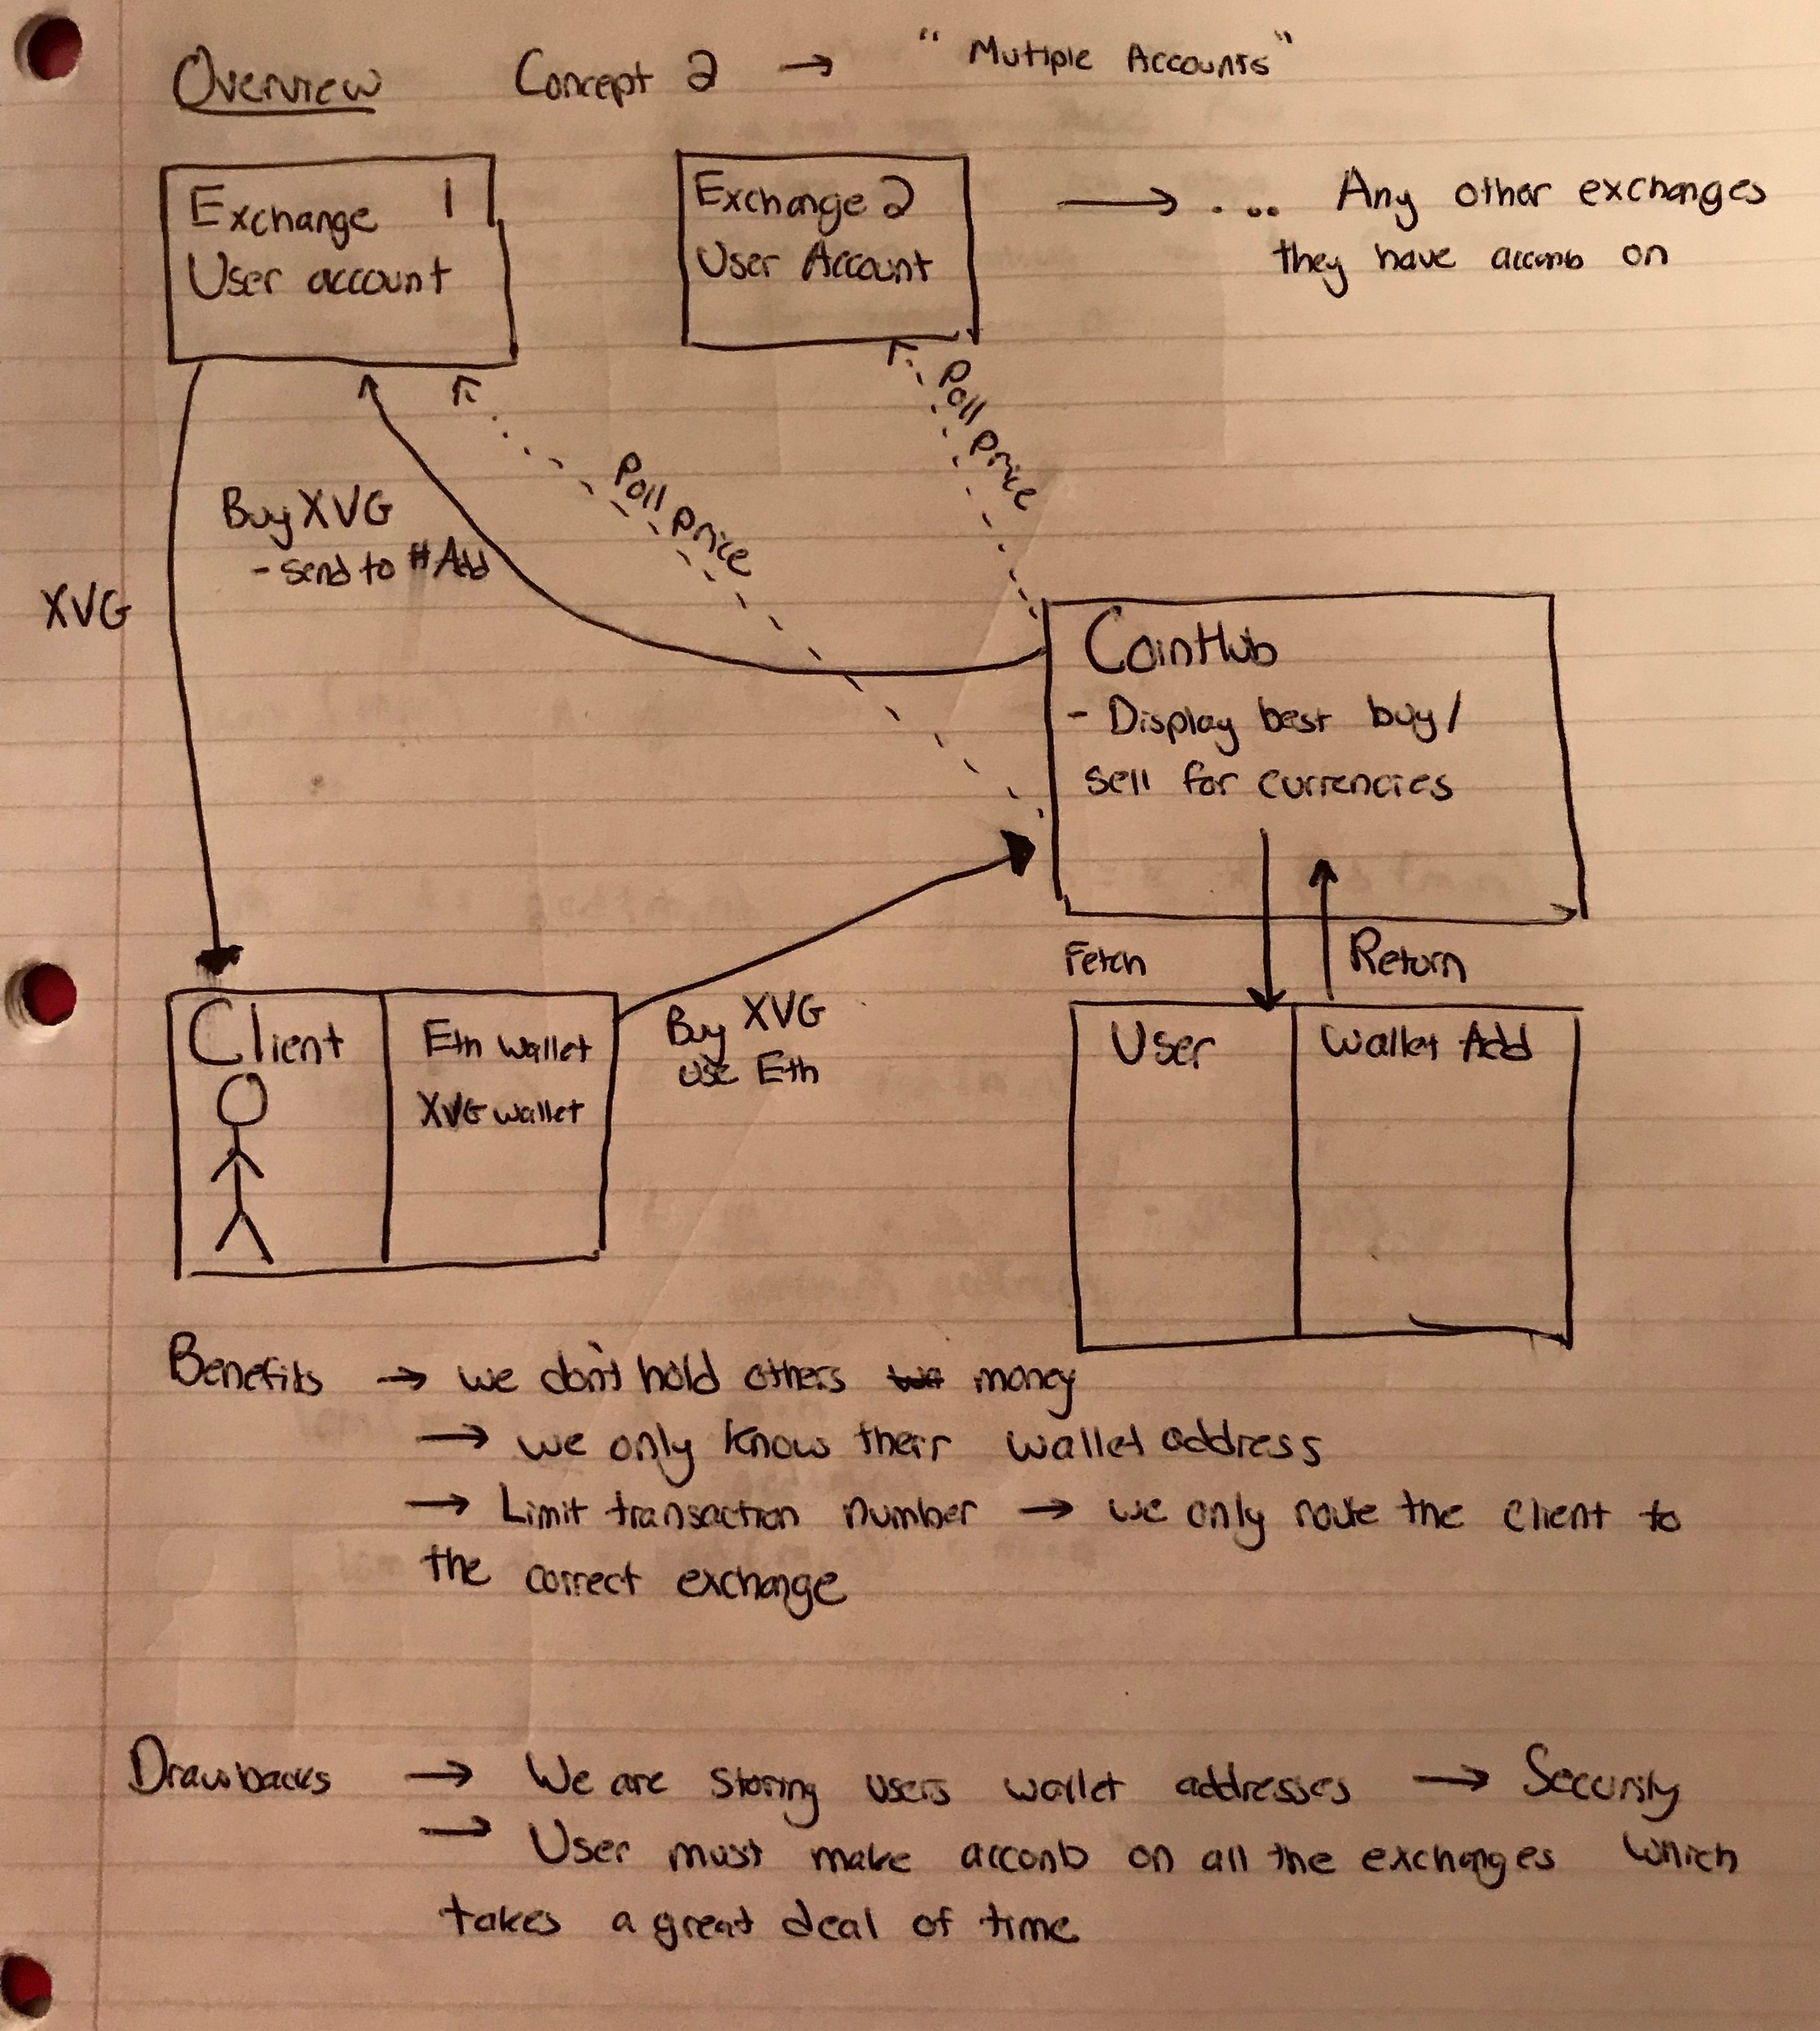 Overview Concept 2 → "Mutiple Accounts"
Exchange 1
User account
Exchange 2
User Account
→ . .. Any other exchanges
they have acconb on
Poll price
Poll price
Buy XVG
- send to #Add
XVG
CoinHub
- Display best buy/
sell for currencies
Fetch
Return
Client
Eth wallet
XVG wallet
Buy XVG
use Eth
User
Wallet Add
Benefits → we don't hold others money
→ we only know their wallet address
→ Limit transaction number → we only route the client to
the correct exchange
Drawbacks → We are storing users wallet addresses →
→ User must make acconb on all the exchanges which
takes a great deal of time